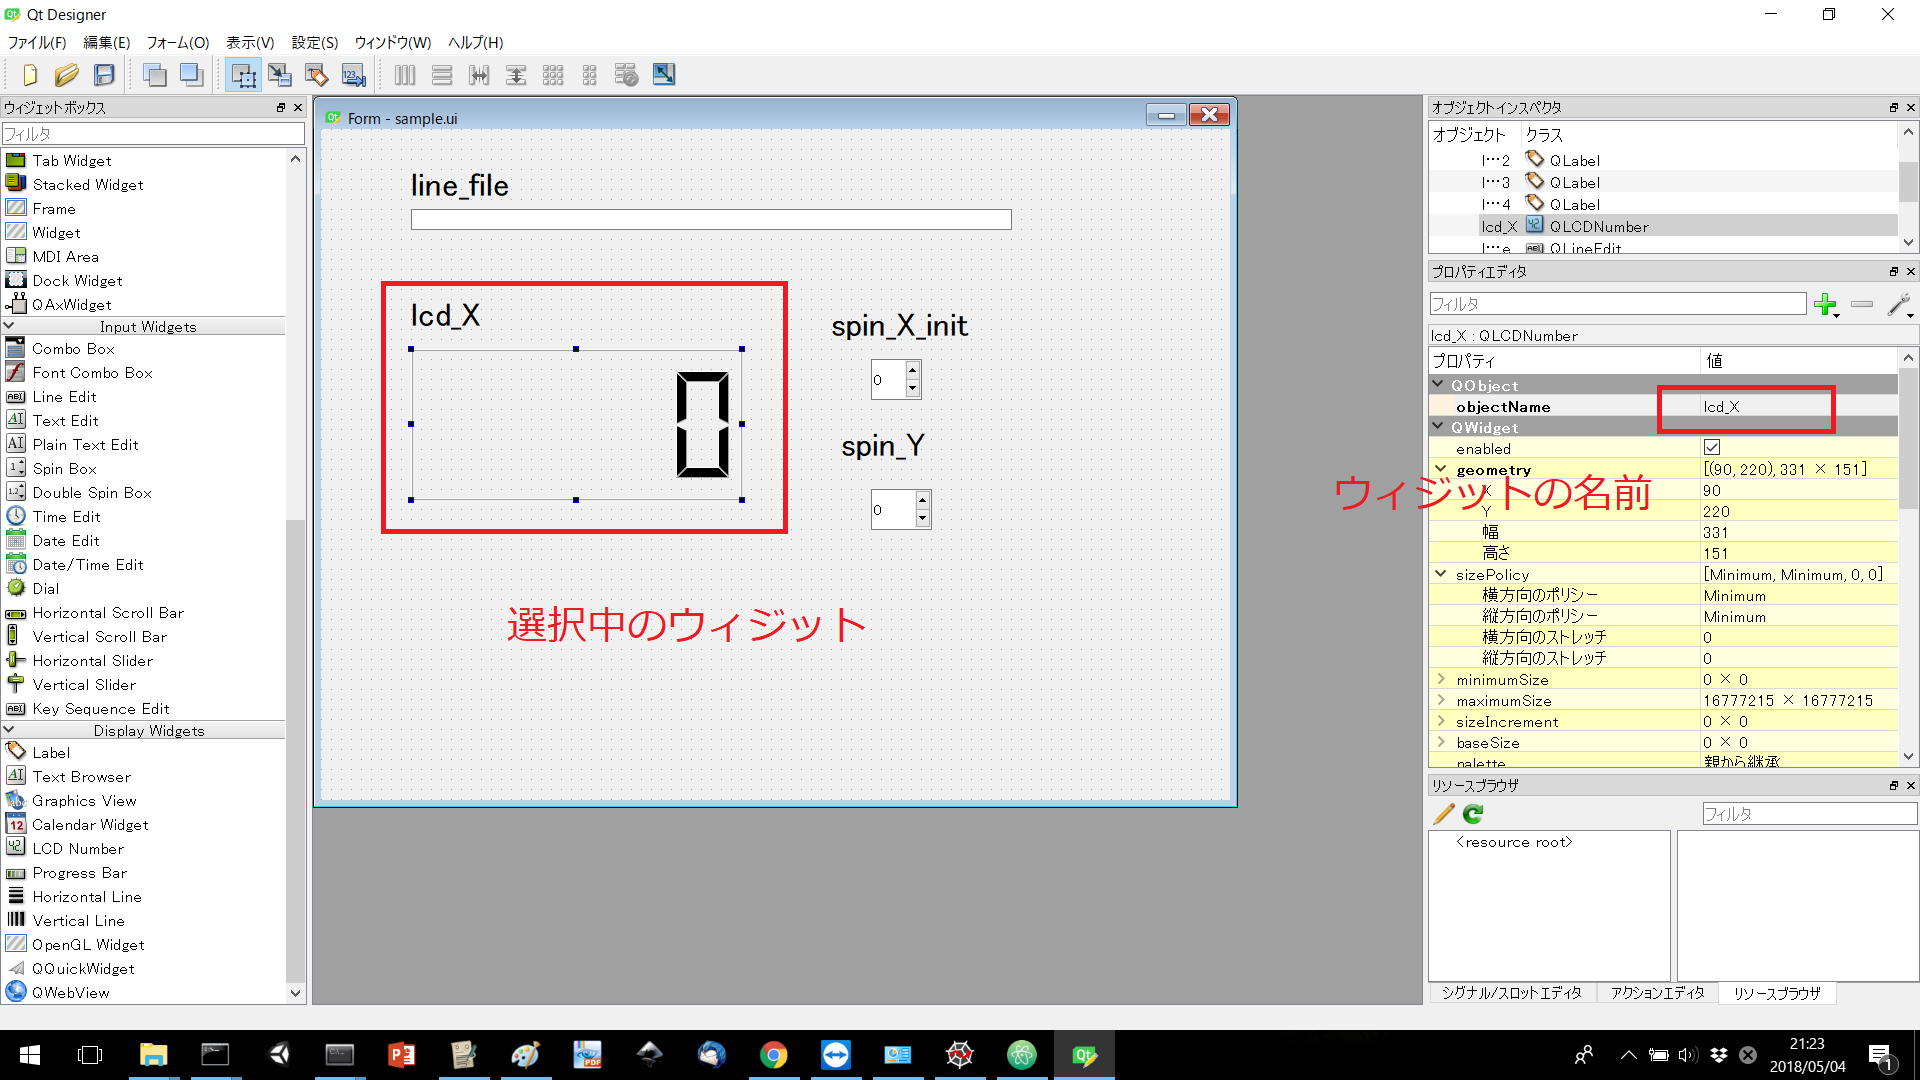 Qt Designer
ファイル(F) 編集(E) フォーム(O) 表示(V) 設定(S) ウィンドウ(W) ヘルプ(H)
ウィジェットボックス
フィルタ
Tab Widget
Stacked Widget
Frame
Widget
MDI Area
Dock Widget
QAxWidget
Input Widgets
Combo Box
Font Combo Box
Line Edit
Text Edit
Plain Text Edit
Spin Box
Double Spin Box
Time Edit
Date Edit
Date/Time Edit
Dial
Horizontal Scroll Bar
Vertical Scroll Bar
Horizontal Slider
Vertical Slider
Key Sequence Edit
Display Widgets
Label
Text Browser
Graphics View
Calendar Widget
LCD Number
Progress Bar
Horizontal Line
Vertical Line
OpenGL Widget
QQuickWidget
QWebView
Form - sample.ui
line_file
lcd_X
0
spin_X_init
0
spin_Y
0
選択中のウィジット
オブジェクトインスペクタ
オブジェクト クラス
l…2 QLabel
l…3 QLabel
l…4 QLabel
lcd_X QLCDNumber
l…e QLineEdit
プロパティエディタ
フィルタ
lcd_X : QLCDNumber
プロパティ 値
QObject
objectName lcd_X
QWidget
enabled
geometry [(90, 220), 331 × 151]
ウィジットの名前
X 90
Y 220
幅 331
高さ 151
sizePolicy [Minimum, Minimum, 0, 0]
横方向のポリシー Minimum
縦方向のポリシー Minimum
横方向のストレッチ 0
縦方向のストレッチ 0
minimumSize 0 × 0
maximumSize 16777215 × 16777215
sizeIncrement 0 × 0
baseSize 0 × 0
palette 親から継承
リソースブラウザ
フィルタ
<resource root>
シグナル/スロットエディタ アクションエディタ リソースブラウザ
21:23
2018/05/04
1